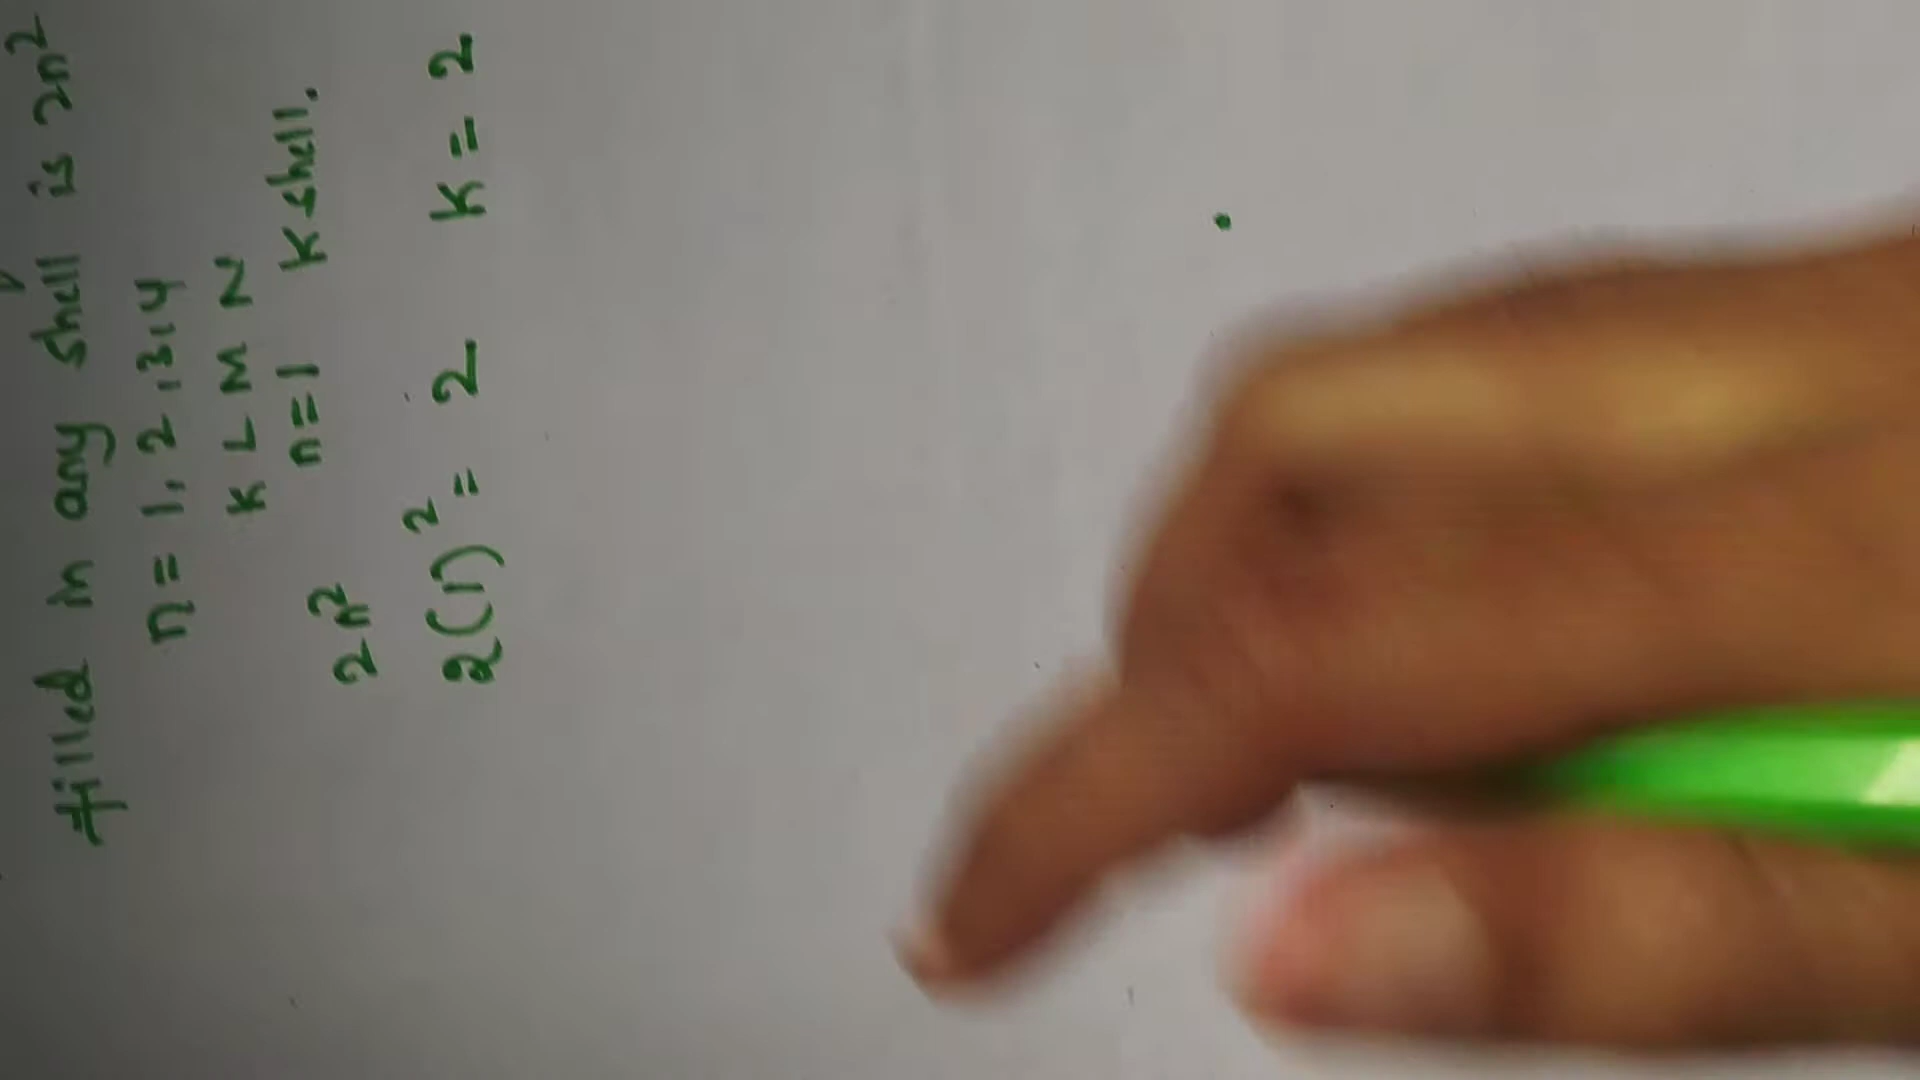 filled in any shell is 2n²
n = 1, 2, 3, 4
K L M N
n=1 K shell.
2n²
2(1)² = 2 K = 2